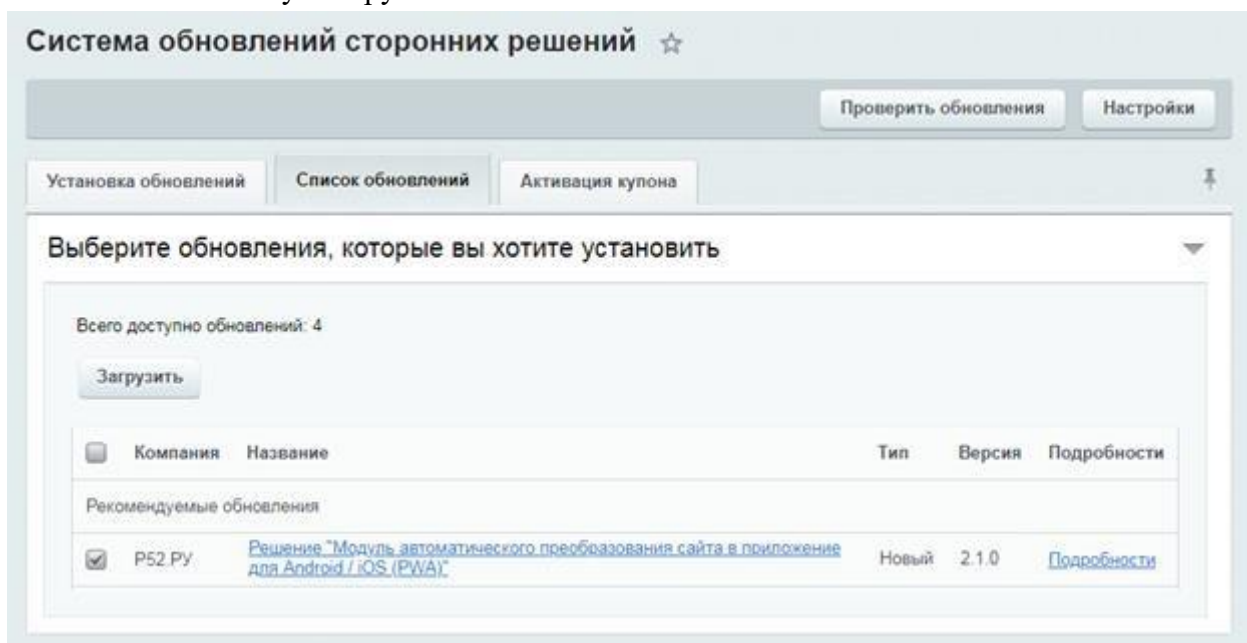 Система обновлений сторонних решений
Проверить обновления
Настройки
Установка обновлений
Список обновлений
Активация купона
Выберите обновления, которые вы хотите установить
Всего доступно обновлений: 4
Загрузить
Компания Название Тип Версия Подробности
Рекомендуемые обновления
Р52.РУ Решение "Модуль автоматического преобразования сайта в приложение Новый 2.1.0 Подробности
для Android / iOS (PWA)"